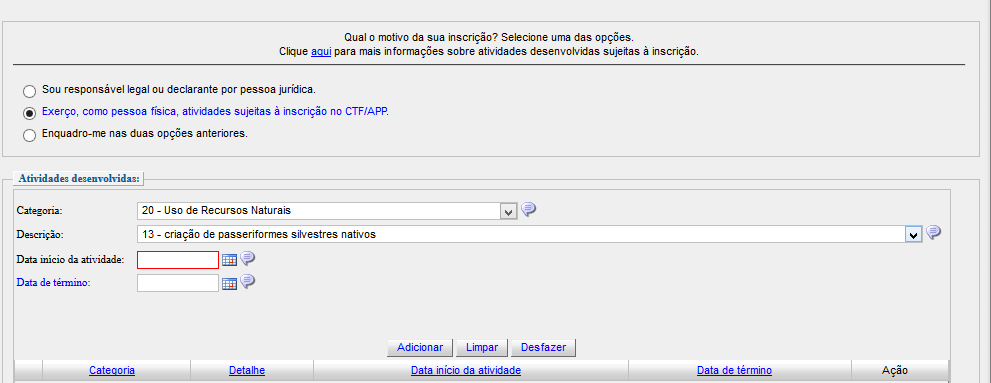 Qual o motivo da sua inscrição? Selecione uma das opções.
Clique aqui para mais informações sobre atividades desenvolvidas sujeitas à inscrição.
Sou responsável legal ou declarante por pessoa jurídica.
Exerço, como pessoa física, atividades sujeitas à inscrição no CTF/APP.
Enquadro-me nas duas opções anteriores.
Atividades desenvolvidas:
Categoria: 20 - Uso de Recursos Naturais
Descrição: 13 - criação de passeriformes silvestres nativos
Data início da atividade:
Data de término:
Adicionar Limpar Desfazer
Categoria Detalhe Data início da atividade Data de término Ação